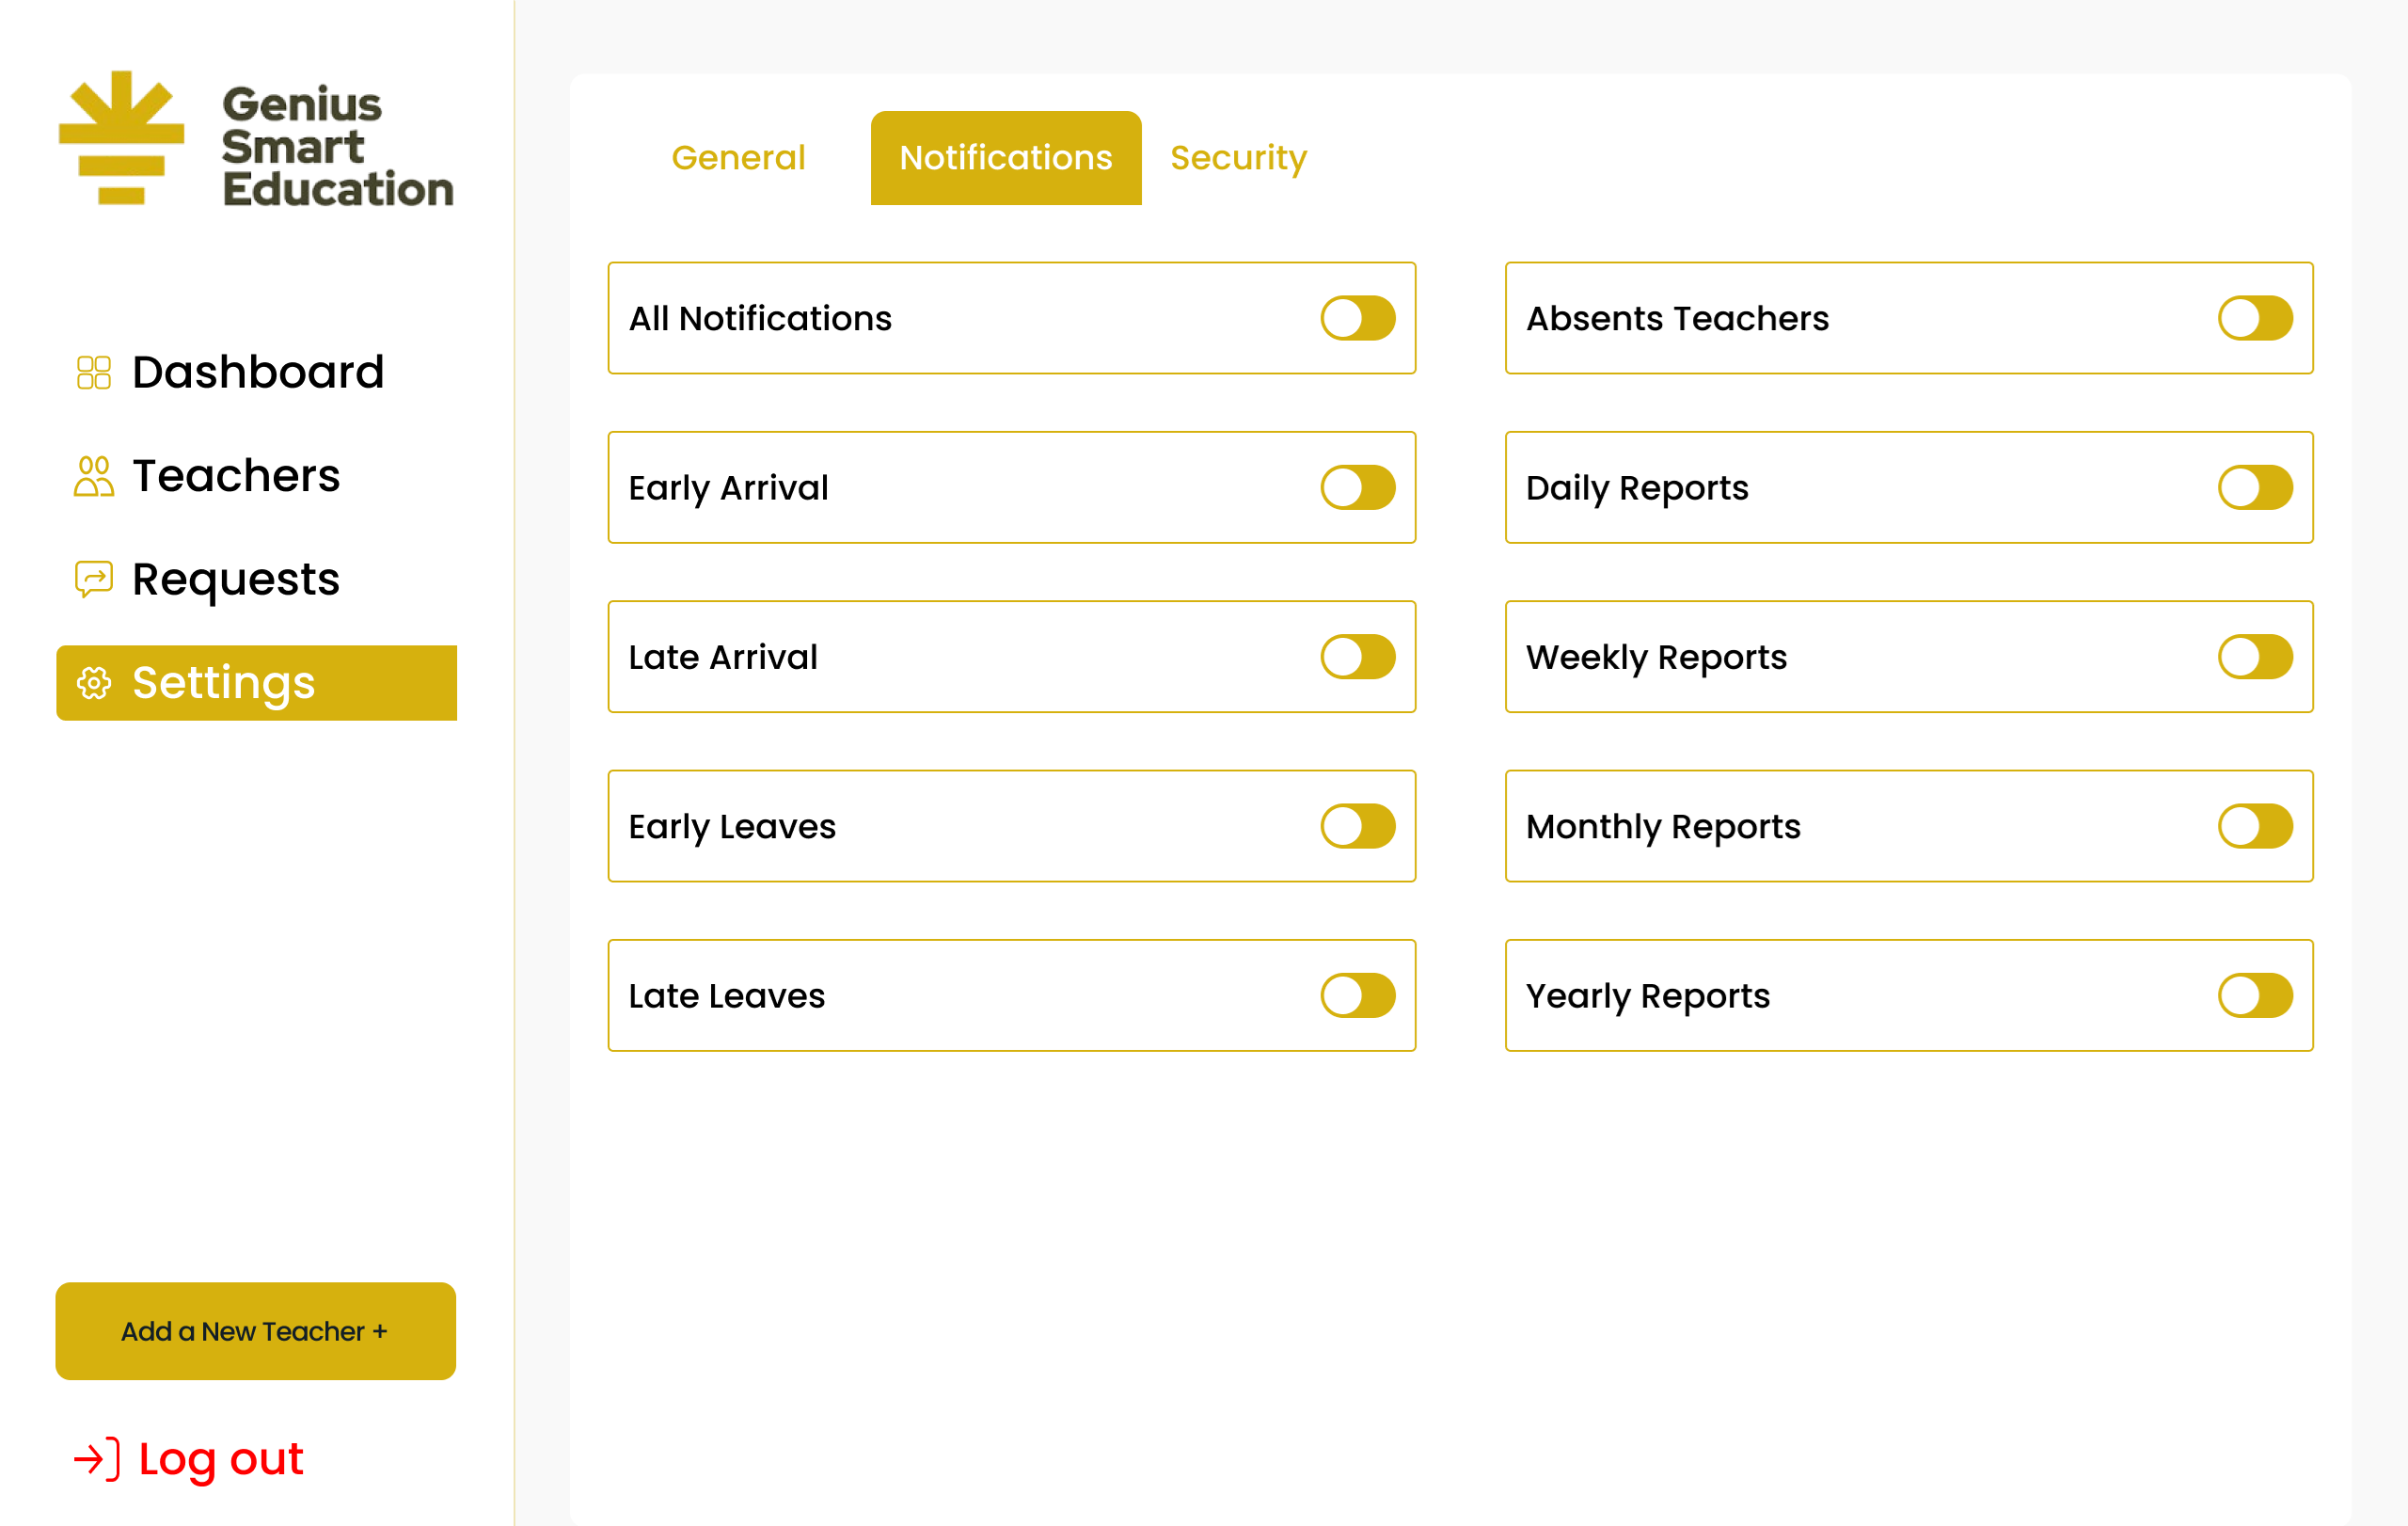 Genius
Smart
Education
Dashboard
Teachers
Requests
Settings
Add a New Teacher +
Log out
General
Notifications
Security
All Notifications
Absents Teachers
Early Arrival
Daily Reports
Late Arrival
Weekly Reports
Early Leaves
Monthly Reports
Late Leaves
Yearly Reports